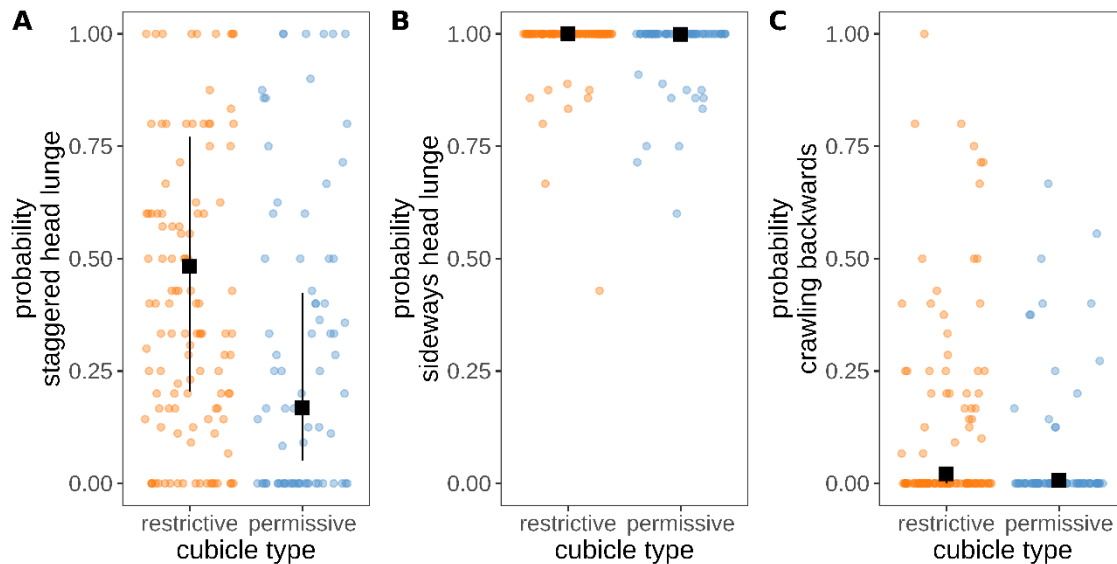 A
probability
staggered head lunge
1.00
0.75
0.50
0.25
0.00
restrictive permissive
cubicle type
B
probability
sideways head lunge
1.00
0.75
0.50
0.25
0.00
restrictive permissive
cubicle type
C
probability
crawling backwards
1.00
0.75
0.50
0.25
0.00
restrictive permissive
cubicle type